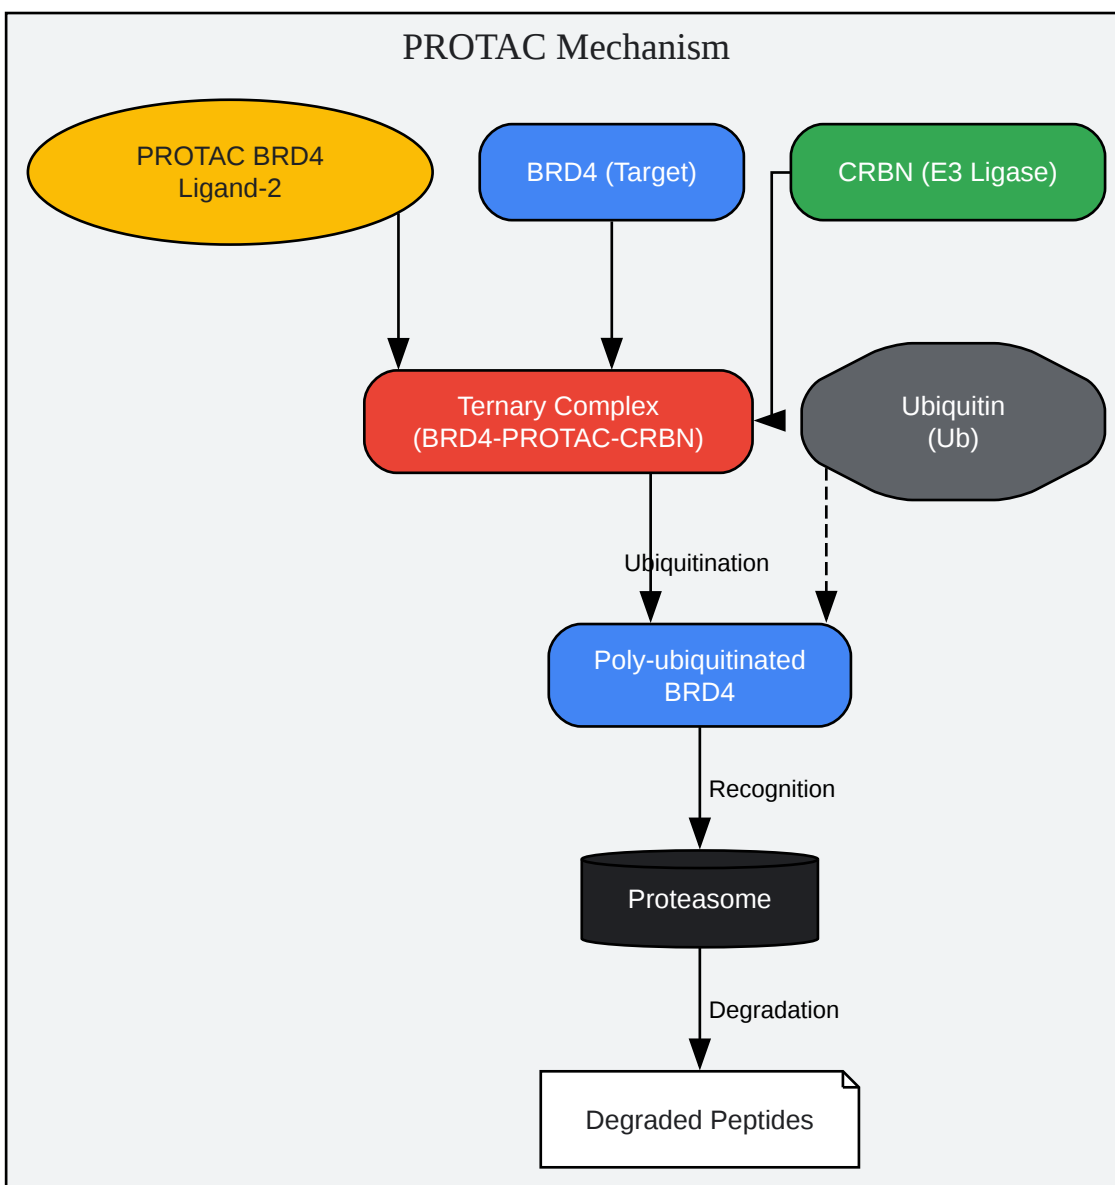 PROTAC Mechanism
PROTAC BRD4
Ligand-2
BRD4 (Target)
CRBN (E3 Ligase)
Ternary Complex
(BRD4-PROTAC-CRBN)
Ubiquitin
(Ub)
Ubiquitination
Poly-ubiquitinated
BRD4
Recognition
Proteasome
Degradation
Degraded Peptides